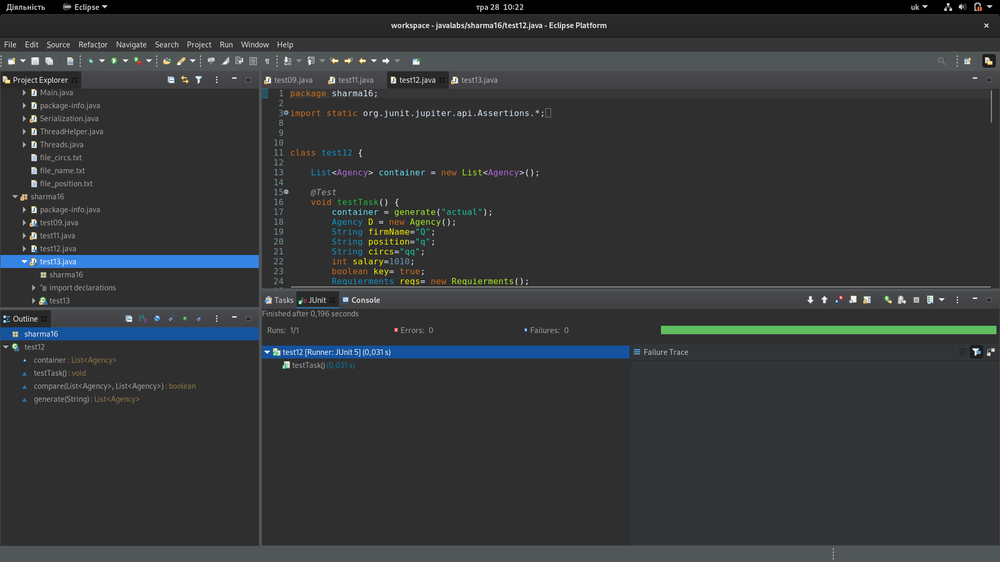 Діяльність Eclipse тра 28 10:22 uk
workspace - javalabs/sharma16/test12.java - Eclipse Platform
File Edit Source Refactor Navigate Search Project Run Window Help
Project Explorer
Main.java
package-info.java
Serialization.java
ThreadHelper.java
Threads.java
file_circs.txt
file_name.txt
file_position.txt
sharma16
package-info.java
test09.java
test11.java
test12.java
test13.java
sharma16
import declarations
test13
Outline
sharma16
test12
container : List<Agency>
testTask() : void
compare(List<Agency>, List<Agency>) : boolean
generate(String) : List<Agency>
test09.java test11.java test12.java test13.java
1 package sharma16;
2
3 import static org.junit.jupiter.api.Assertions.*;
8
9
10
11 class test12 {
12
13 List<Agency> container = new List<Agency>();
14
15 @Test
16 void testTask() {
17 container = generate("actual");
18 Agency D = new Agency();
19 String firmName="Q";
20 String position="q";
21 String circs="qq";
22 int salary=1010;
23 boolean key= true;
24 Requierments reqs= new Requierments();
Tasks JUnit Console
Finished after 0,196 seconds
Runs: 1/1 Errors: 0 Failures: 0
test12 [Runner: JUnit 5] (0,031 s)
testTask() (0,031 s)
Failure Trace